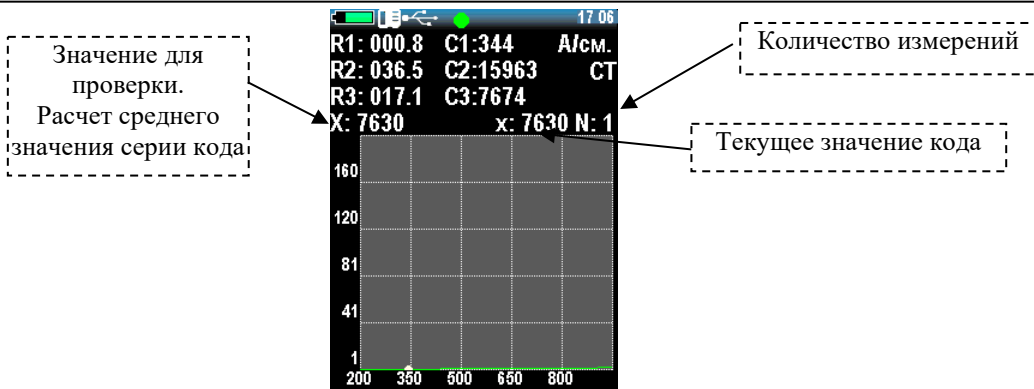 17 06
R1: 000.8 C1:344 А/см.
R2: 036.5 C2:15963 СТ
R3: 017.1 C3:7674
X: 7630 x: 7630 N: 1
160
120
81
41
1
200 350 500 650 800
Значение для
проверки.
Расчет среднего
значения серии кода
Количество измерений
Текущее значение кода